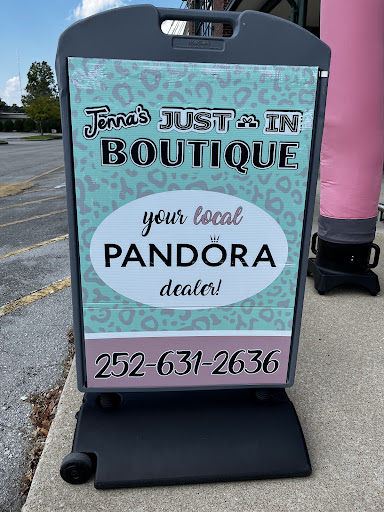 Jenna's JUST IN
BOUTIQUE
your local
PANDORA
dealer!
252-631-2636